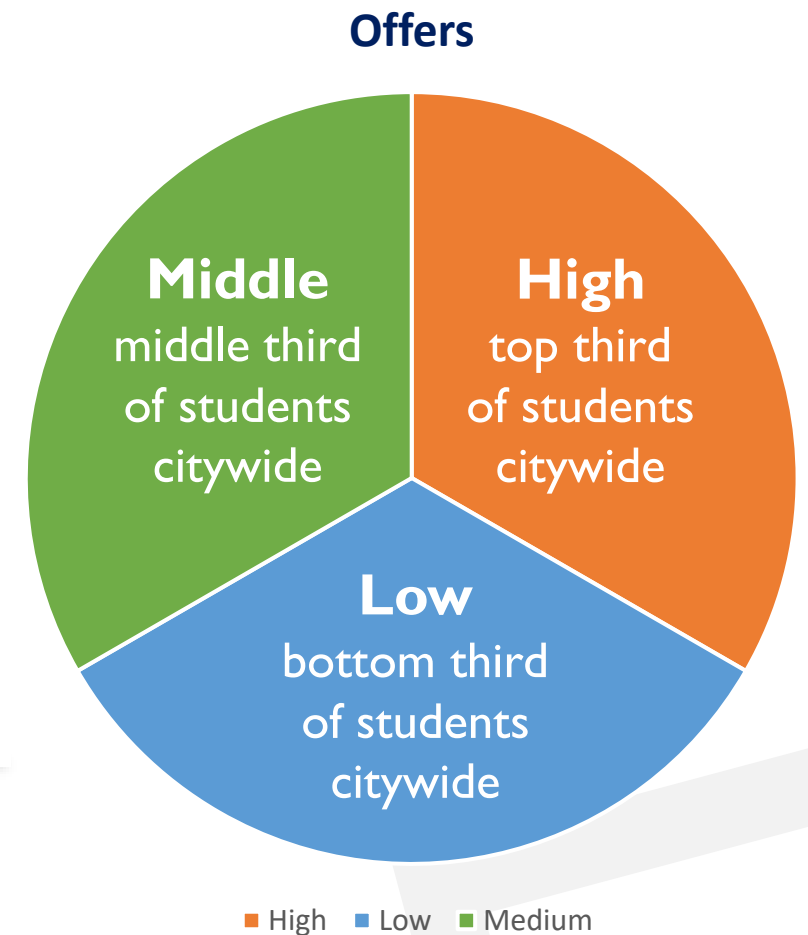 Offers
Middle
middle third
of students
citywide
High
top third
of students
citywide
Low
bottom third
of students
citywide
High Low Medium